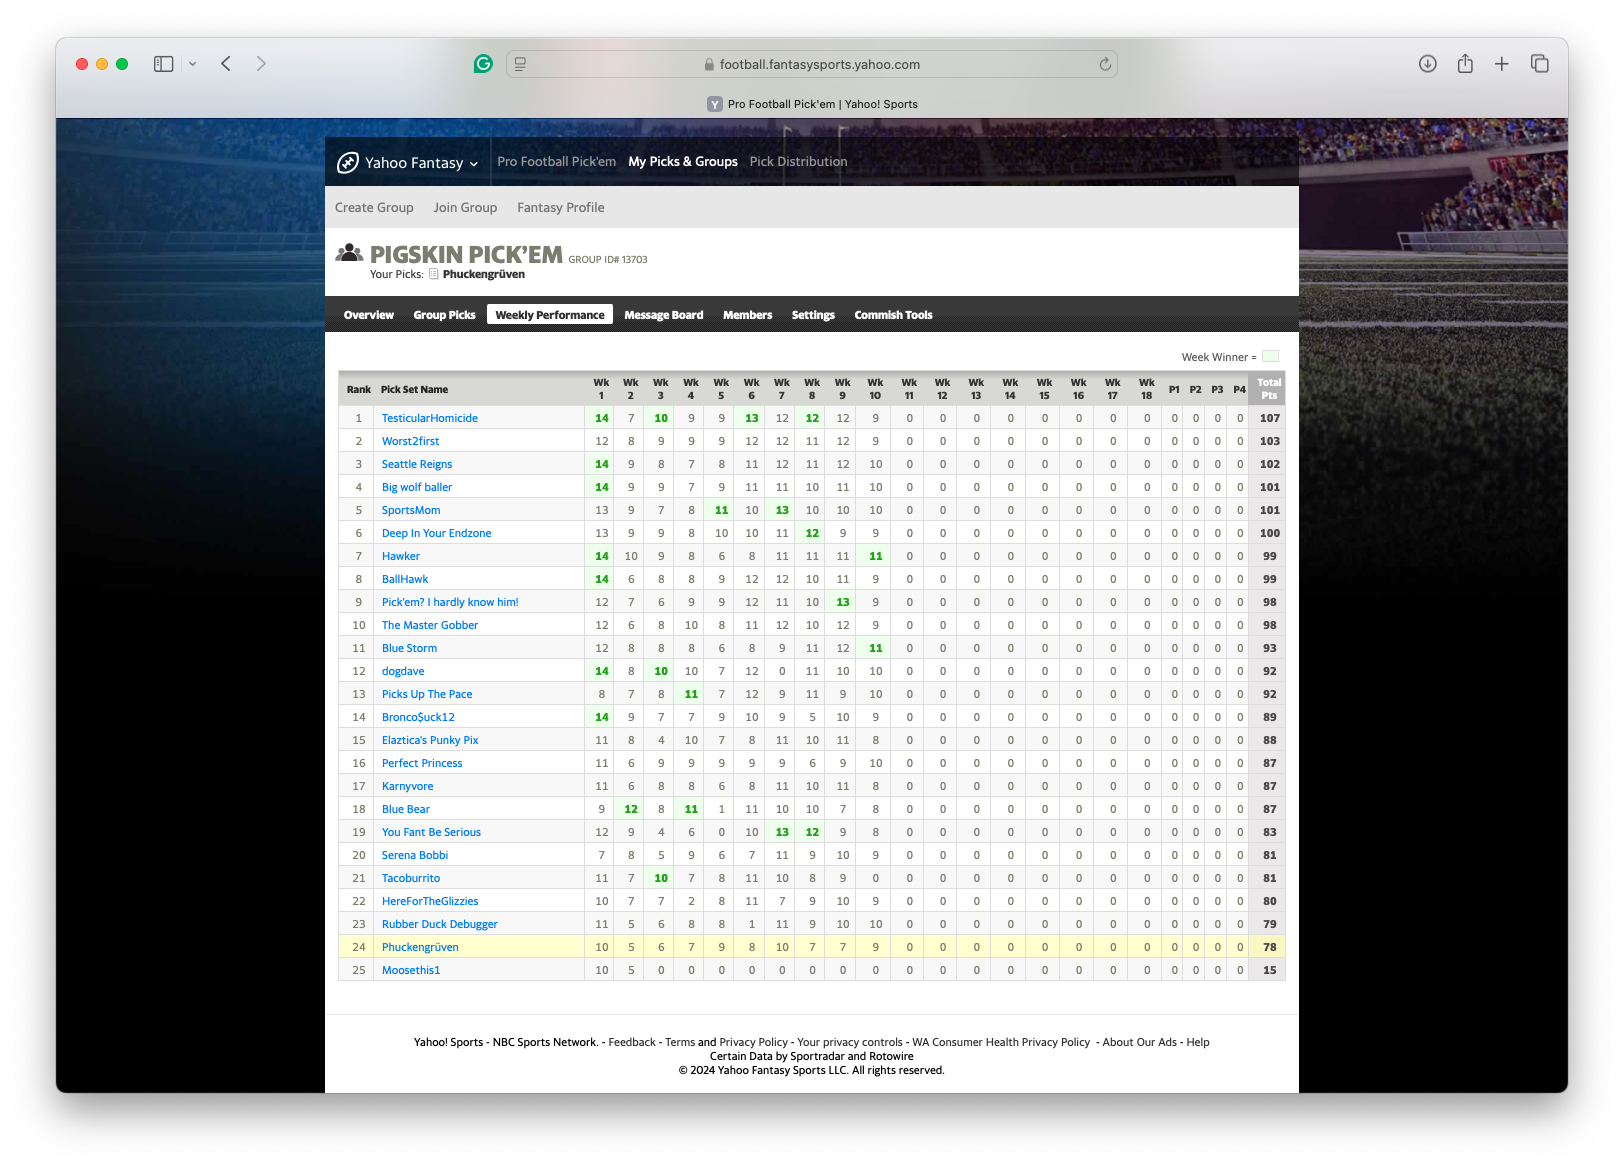 football.fantasysports.yahoo.com
Y Pro Football Pick'em | Yahoo! Sports
Yahoo Fantasy Pro Football Pick'em My Picks & Groups Pick Distribution
Create Group Join Group Fantasy Profile
PIGSKIN PICK'EM GROUP ID# 13703
Your Picks: Phuckengrüven
Overview Group Picks Weekly Performance Message Board Members Settings Commish Tools
Week Winner =
Rank Pick Set Name Wk 1 Wk 2 Wk 3 Wk 4 Wk 5 Wk 6 Wk 7 Wk 8 Wk 9 Wk 10 Wk 11 Wk 12 Wk 13 Wk 14 Wk 15 Wk 16 Wk 17 Wk 18 P1 P2 P3 P4 Total Pts
1 TesticularHomicide 14 7 10 9 9 13 12 12 12 9 0 0 0 0 0 0 0 0 0 0 0 0 107
2 Worst2first 12 8 9 9 9 12 12 11 12 9 0 0 0 0 0 0 0 0 0 0 0 0 103
3 Seattle Reigns 14 9 8 7 8 11 12 11 12 10 0 0 0 0 0 0 0 0 0 0 0 0 102
4 Big wolf baller 14 9 9 7 9 11 11 10 11 10 0 0 0 0 0 0 0 0 0 0 0 0 101
5 SportsMom 13 9 7 8 11 10 13 10 10 10 0 0 0 0 0 0 0 0 0 0 0 0 101
6 Deep In Your Endzone 13 9 9 8 10 10 11 12 9 9 0 0 0 0 0 0 0 0 0 0 0 0 100
7 Hawker 14 10 9 8 6 8 11 11 11 11 0 0 0 0 0 0 0 0 0 0 0 0 99
8 BallHawk 14 6 8 8 9 12 12 10 11 9 0 0 0 0 0 0 0 0 0 0 0 0 99
9 Pick'em? I hardly know him! 12 7 6 9 9 12 11 10 13 9 0 0 0 0 0 0 0 0 0 0 0 0 98
10 The Master Gobber 12 6 8 10 8 11 12 10 12 9 0 0 0 0 0 0 0 0 0 0 0 0 98
11 Blue Storm 12 8 8 8 6 8 9 11 12 11 0 0 0 0 0 0 0 0 0 0 0 0 93
12 dogdave 14 8 10 10 7 12 0 11 10 10 0 0 0 0 0 0 0 0 0 0 0 0 92
13 Picks Up The Pace 8 7 8 11 7 12 9 11 9 10 0 0 0 0 0 0 0 0 0 0 0 0 92
14 Bronco$uck12 14 9 7 7 9 10 9 5 10 9 0 0 0 0 0 0 0 0 0 0 0 0 89
15 Elaztica's Punky Pix 11 8 4 10 7 8 11 10 11 8 0 0 0 0 0 0 0 0 0 0 0 0 88
16 Perfect Princess 11 6 9 9 9 9 9 6 9 10 0 0 0 0 0 0 0 0 0 0 0 0 87
17 Karnyvore 11 6 8 8 6 8 11 10 11 8 0 0 0 0 0 0 0 0 0 0 0 0 87
18 Blue Bear 9 12 8 11 1 11 10 10 7 8 0 0 0 0 0 0 0 0 0 0 0 0 87
19 You Fant Be Serious 12 9 4 6 0 10 13 12 9 8 0 0 0 0 0 0 0 0 0 0 0 0 83
20 Serena Bobbi 7 8 5 9 6 7 11 9 10 9 0 0 0 0 0 0 0 0 0 0 0 0 81
21 Tacoburrito 11 7 10 7 8 11 10 8 9 0 0 0 0 0 0 0 0 0 0 0 0 0 81
22 HereForTheGlizzies 10 7 7 2 8 11 7 9 10 9 0 0 0 0 0 0 0 0 0 0 0 0 80
23 Rubber Duck Debugger 11 5 6 8 8 1 11 9 10 10 0 0 0 0 0 0 0 0 0 0 0 0 79
24 Phuckengrüven 10 5 6 7 9 8 10 7 7 9 0 0 0 0 0 0 0 0 0 0 0 0 78
25 Moosethis1 10 5 0 0 0 0 0 0 0 0 0 0 0 0 0 0 0 0 0 0 0 0 15
Yahoo! Sports - NBC Sports Network. - Feedback - Terms and Privacy Policy - Your privacy controls - WA Consumer Health Privacy Policy - About Our Ads - Help
Certain Data by Sportradar and Rotowire
© 2024 Yahoo Fantasy Sports LLC. All rights reserved.